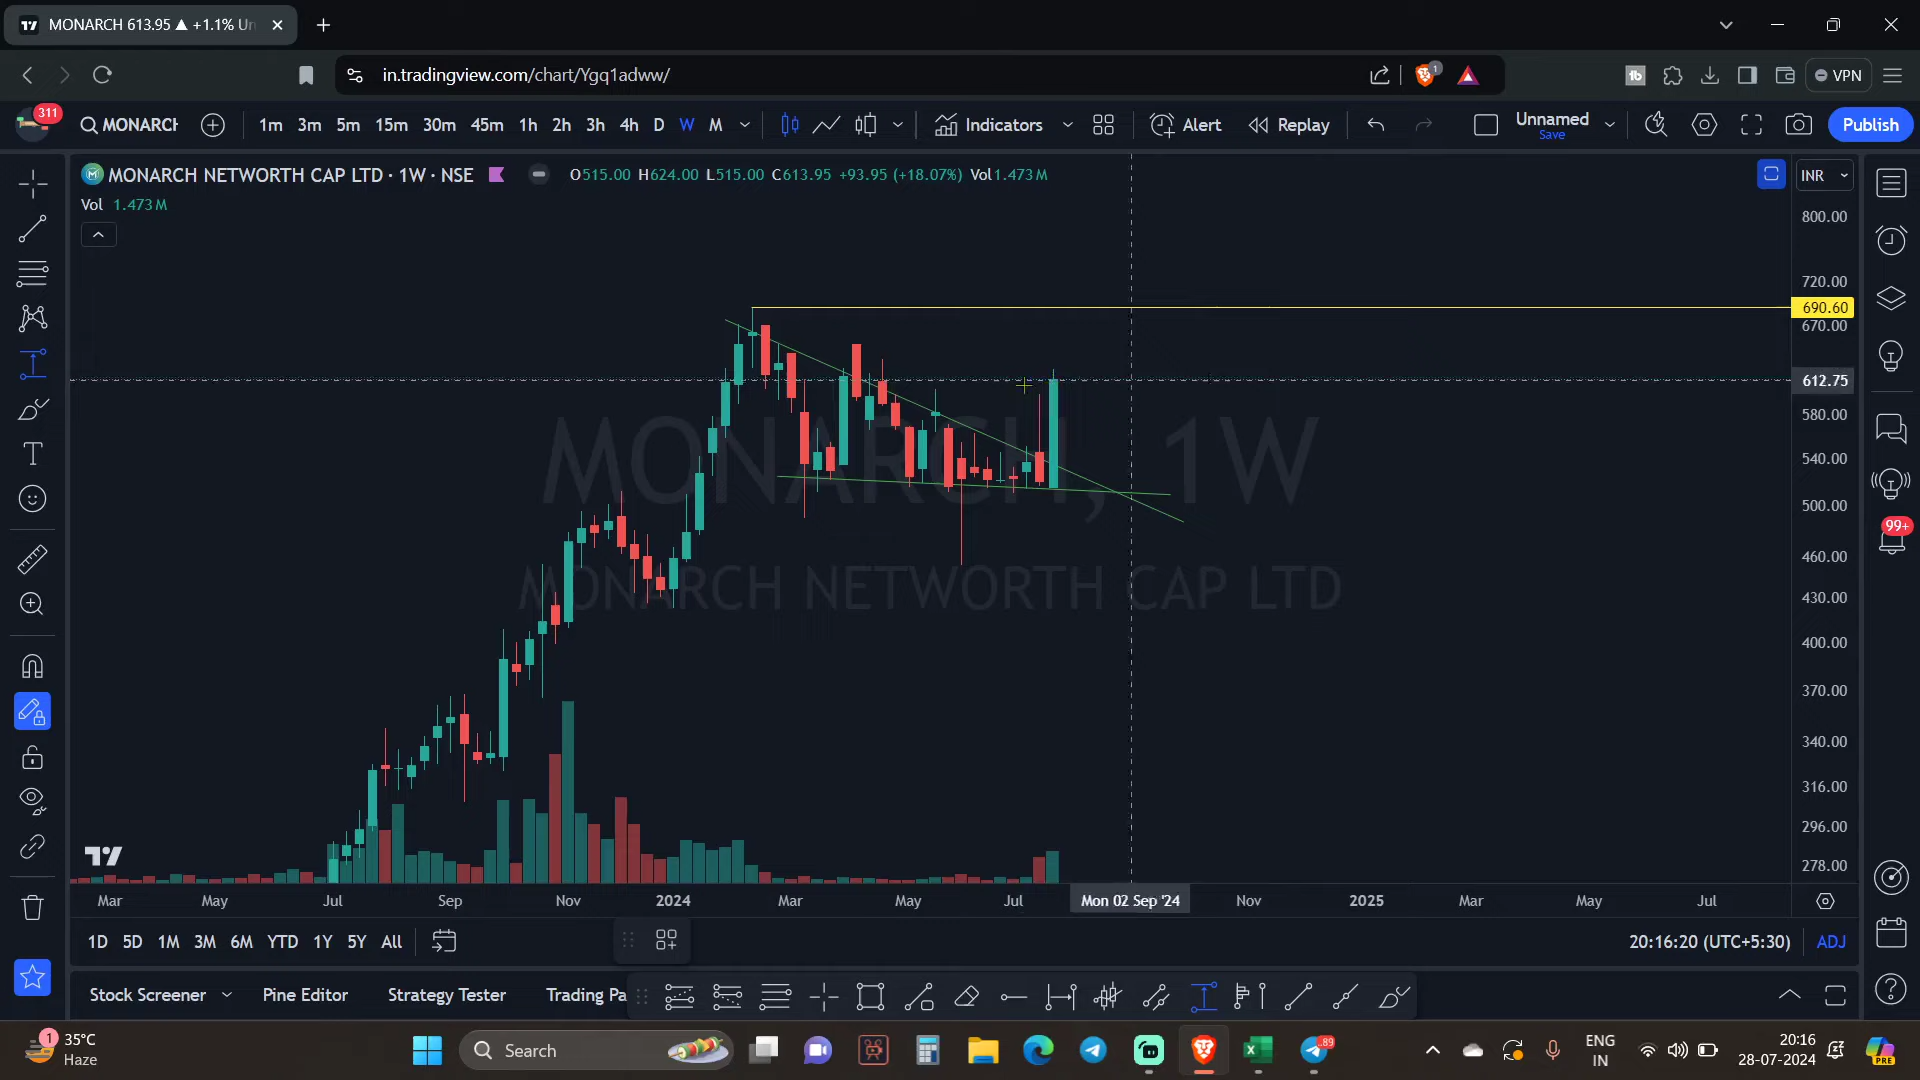 MONARCH 613.95 ▲ +1.1% Un
in.tradingview.com/chart/Ygq1adww/
1
VPN
311
MONARCH
1m 3m 5m 15m 30m 45m 1h 2h 3h 4h D W M
Indicators
Alert
Replay
Unnamed
Save
Publish
MONARCH NETWORTH CAP LTD · 1W · NSE
O515.00 H624.00 L515.00 C613.95 +93.95 (+18.07%) Vol1.473 M
INR
Vol 1.473 M
MONARCH, 1W
MONARCH NETWORTH CAP LTD
800.00
720.00
690.60
670.00
612.75
580.00
540.00
500.00
460.00
430.00
400.00
370.00
340.00
316.00
296.00
278.00
99+
Mar May Jul Sep Nov 2024 Mar May Jul Mon 02 Sep '24 Nov 2025 Mar May Jul
1D 5D 1M 3M 6M YTD 1Y 5Y All
20:16:20 (UTC+5:30) ADJ
Stock Screener Pine Editor Strategy Tester Trading Pa
1
35°C
Haze
Search
89
ENG
IN
20:16
28-07-2024
PRE